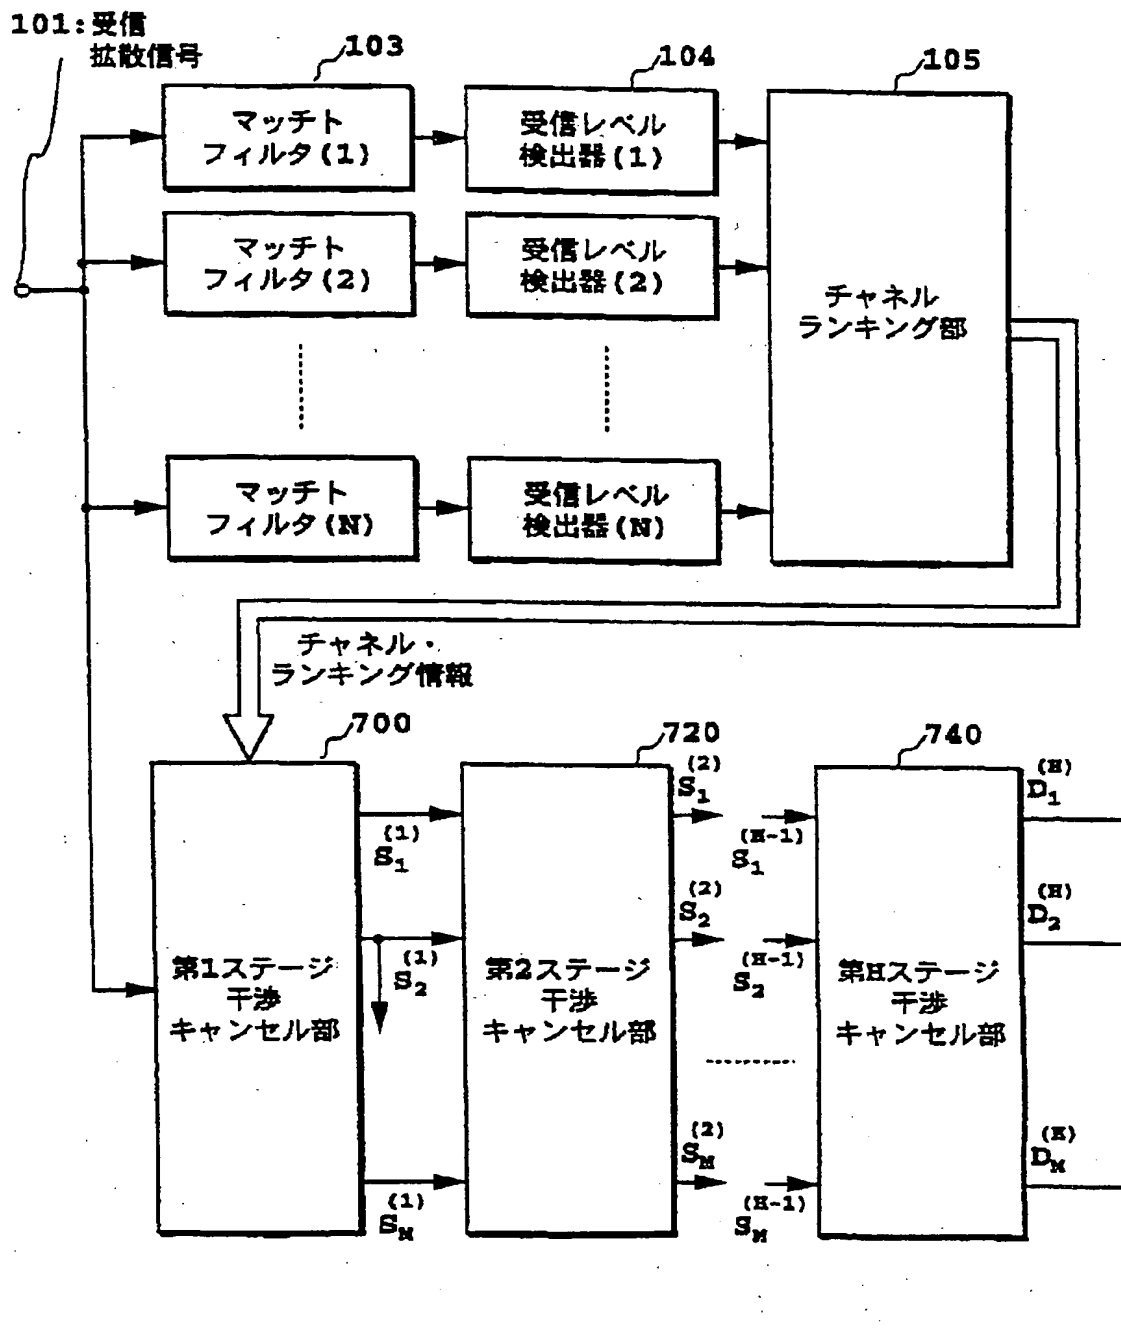 101:受信
拡散信号
103
104
105
マッチト
フィルタ(1)
受信レベル
検出器(1)
マッチト
フィルタ(2)
受信レベル
検出器(2)
チャネル
ランキング部
マッチト
フィルタ(N)
受信レベル
検出器(N)
チャネル・
ランキング情報
700
720
740
S1(1)
S1(2)
S1(H-1)
D1(H)
S2(1)
S2(2)
S2(H-1)
D2(H)
第1ステージ
干渉
キャンセル部
第2ステージ
干渉
キャンセル部
第Hステージ
干渉
キャンセル部
SM(1)
SM(2)
SM(H-1)
DM(H)